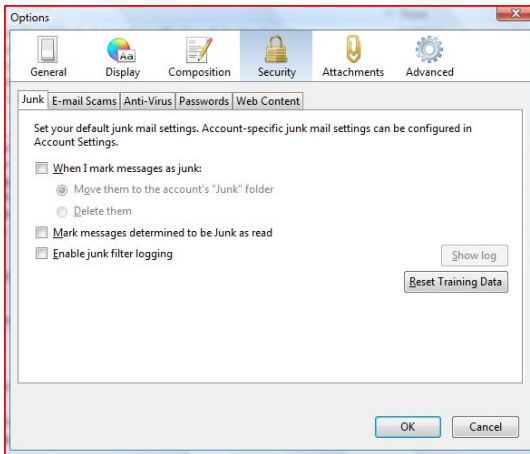 Options
General Display Composition Security Attachments Advanced
Junk E-mail Scams Anti-Virus Passwords Web Content
Set your default junk mail settings. Account-specific junk mail settings can be configured in
Account Settings.
When I mark messages as junk:
Move them to the account's "Junk" folder
Delete them
Mark messages determined to be Junk as read
Enable junk filter logging
Show log
Reset Training Data
OK Cancel